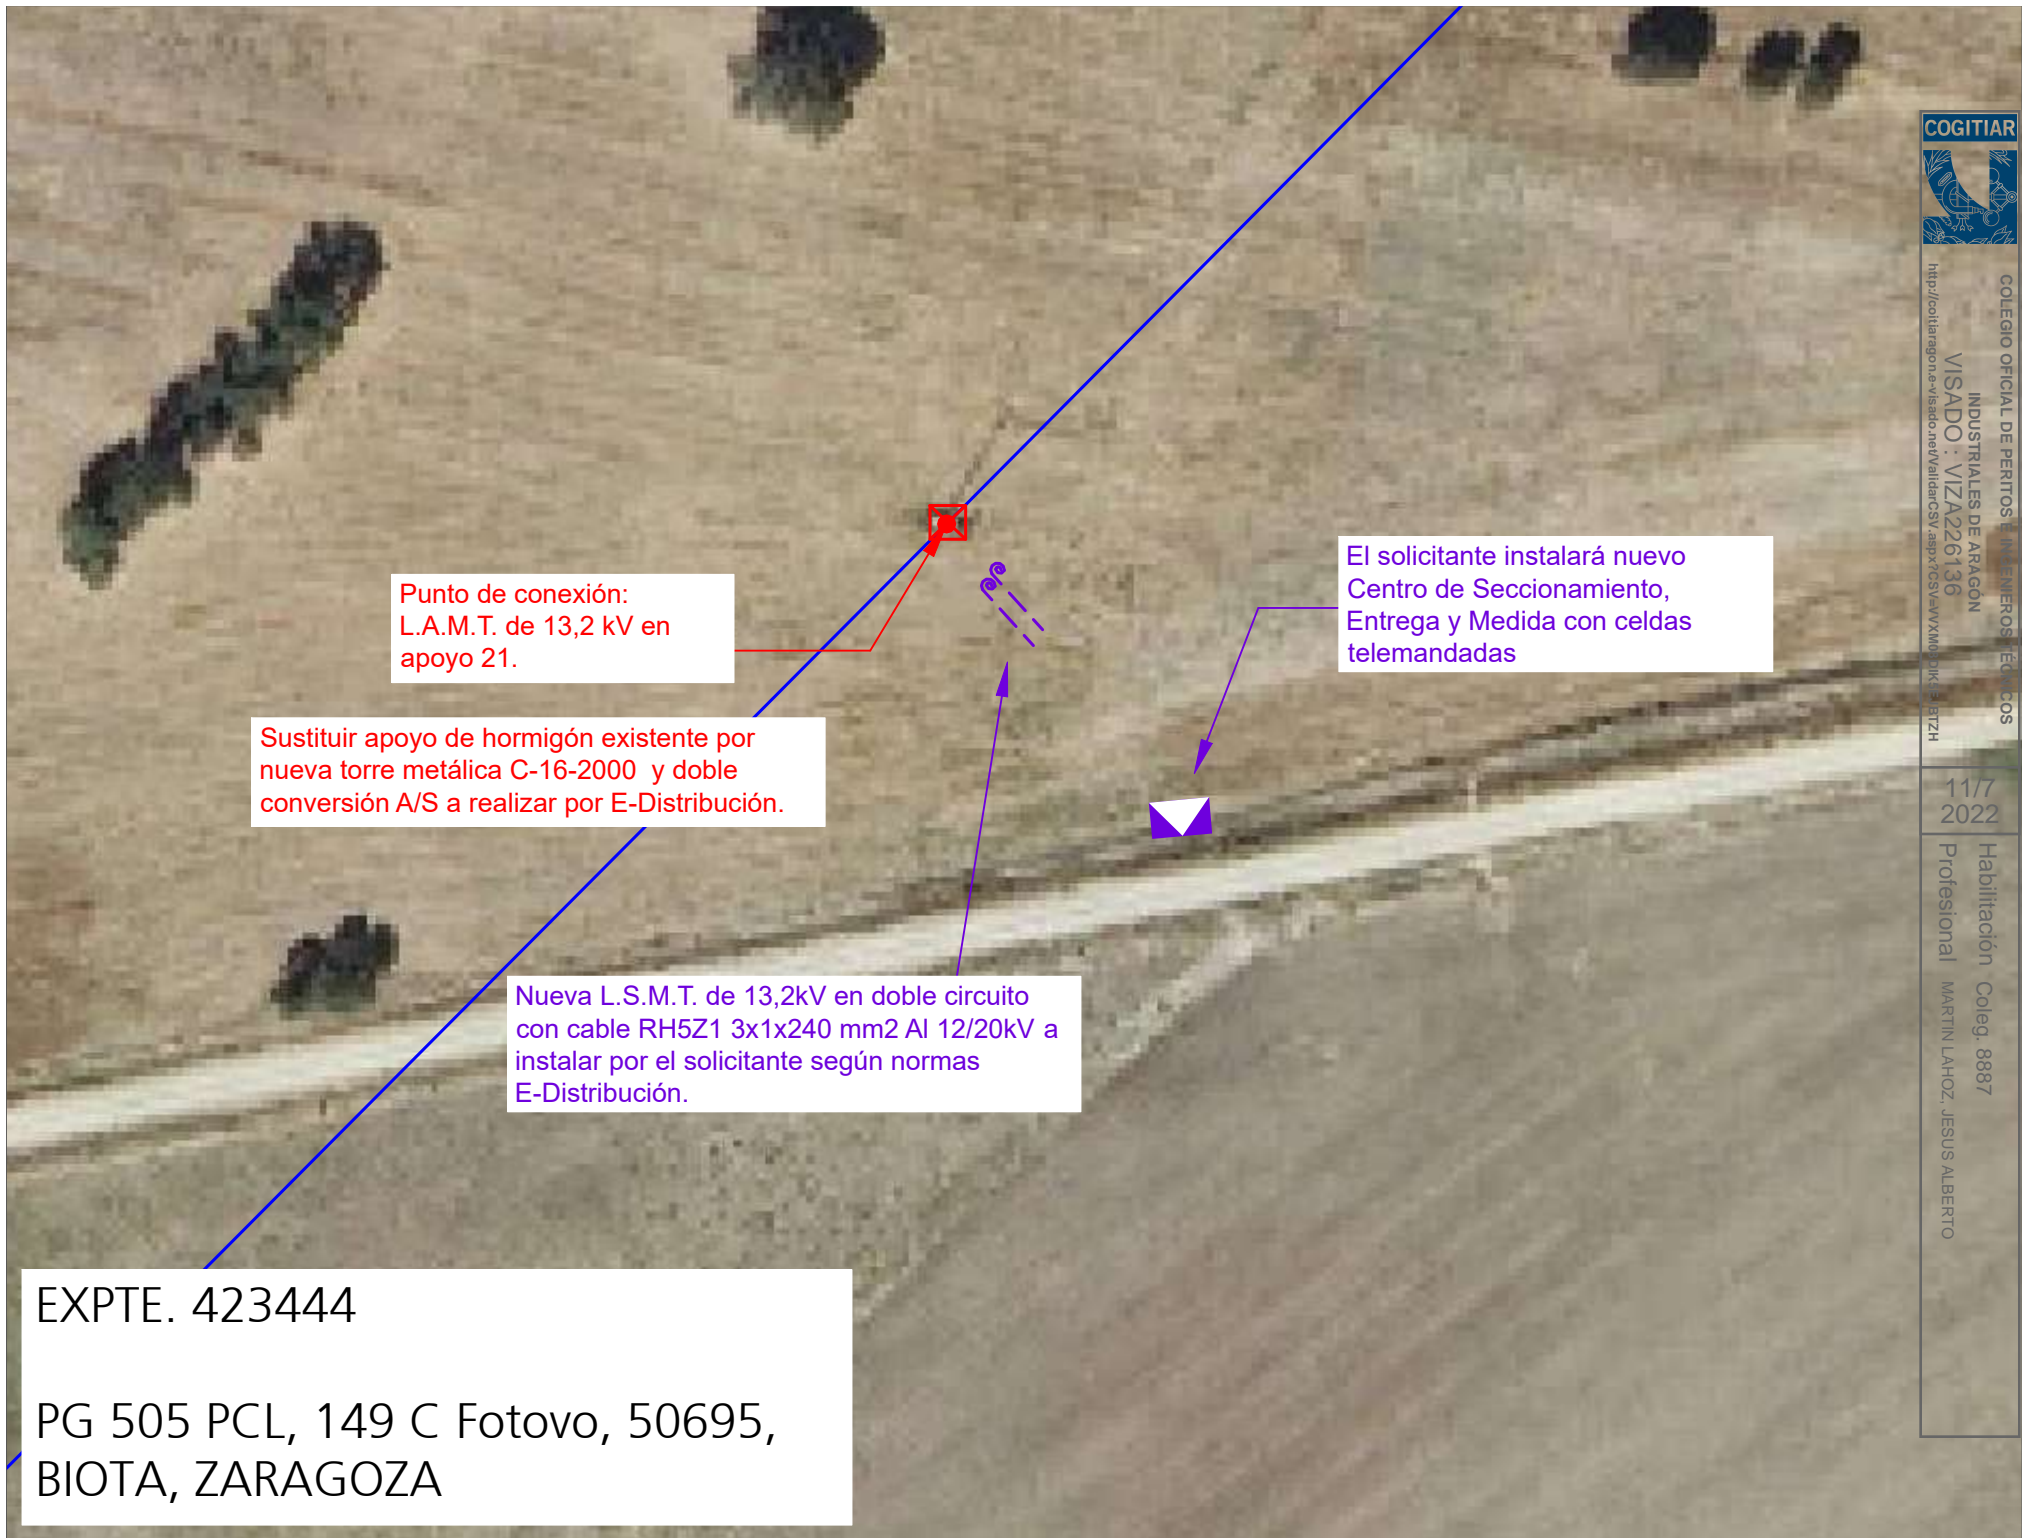 Punto de conexión:
L.A.M.T. de 13,2 kV en
apoyo 21.
El solicitante instalará nuevo
Centro de Seccionamiento,
Entrega y Medida con celdas
telemandadas
Sustituir apoyo de hormigón existente por
nueva torre metálica C-16-2000 y doble
conversión A/S a realizar por E-Distribución.
Nueva L.S.M.T. de 13,2kV en doble circuito
con cable RH5Z1 3x1x240 mm2 Al 12/20kV a
instalar por el solicitante según normas
E-Distribución.
EXPTE. 423444
PG 505 PCL, 149 C Fotovo, 50695,
BIOTA, ZARAGOZA
COGITIAR
COLEGIO OFICIAL DE PERITOS E INGENIEROS TÉCNICOS
INDUSTRIALES DE ARAGÓN
VISADO : VIZA226136
11/7
2022
Habilitación Coleg. 8887
Profesional MARTIN LAHOZ, JESUS ALBERTO